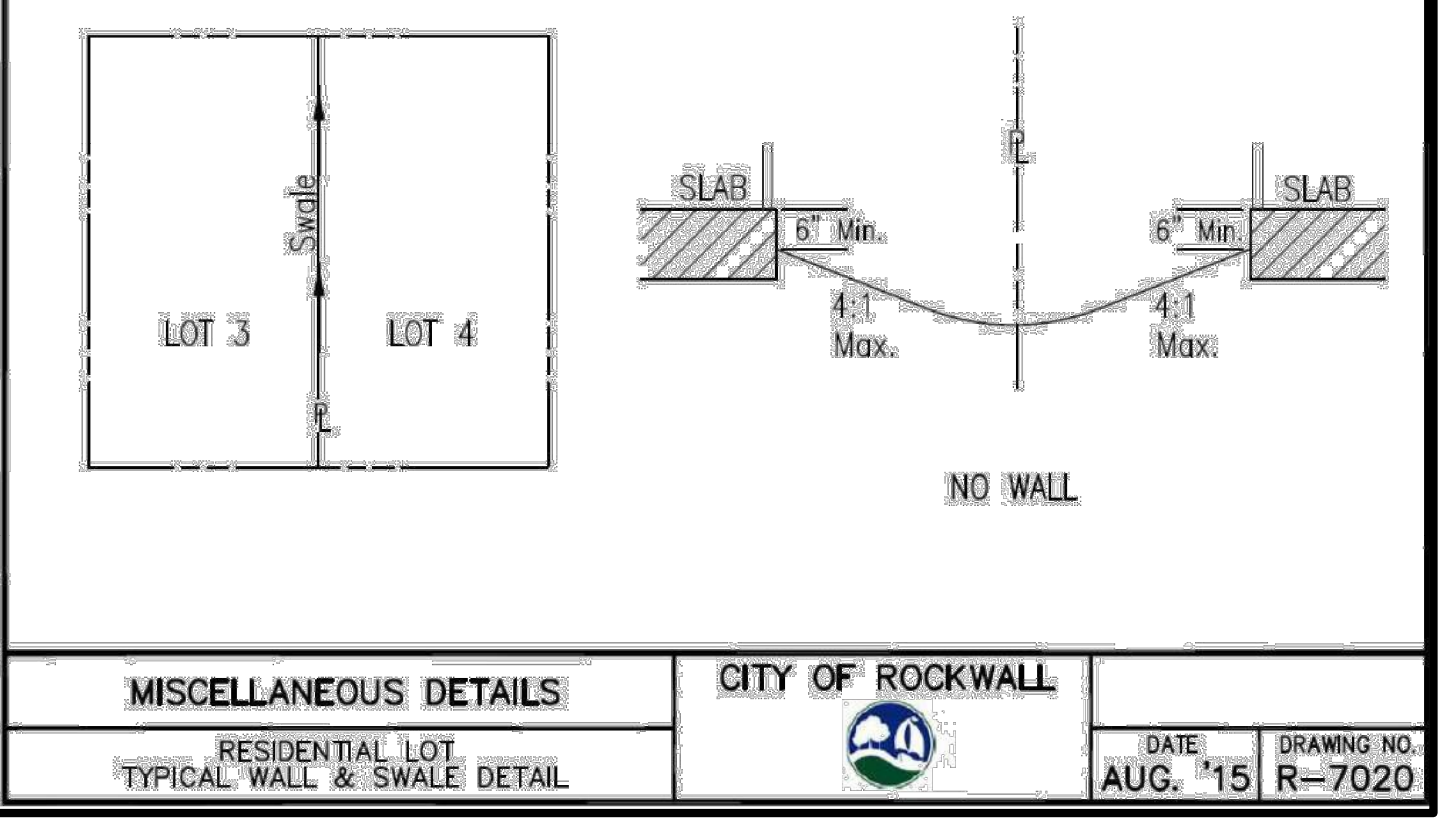 Swale
LOT 3
LOT 4
PL
PL
SLAB
SLAB
6" Min.
6" Min.
4:1
Max.
4:1
Max.
NO WALL
MISCELLANEOUS DETAILS
RESIDENTIAL LOT
TYPICAL WALL & SWALE DETAIL
CITY OF ROCKWALL
DATE
AUG. '15
DRAWING NO.
R-7020